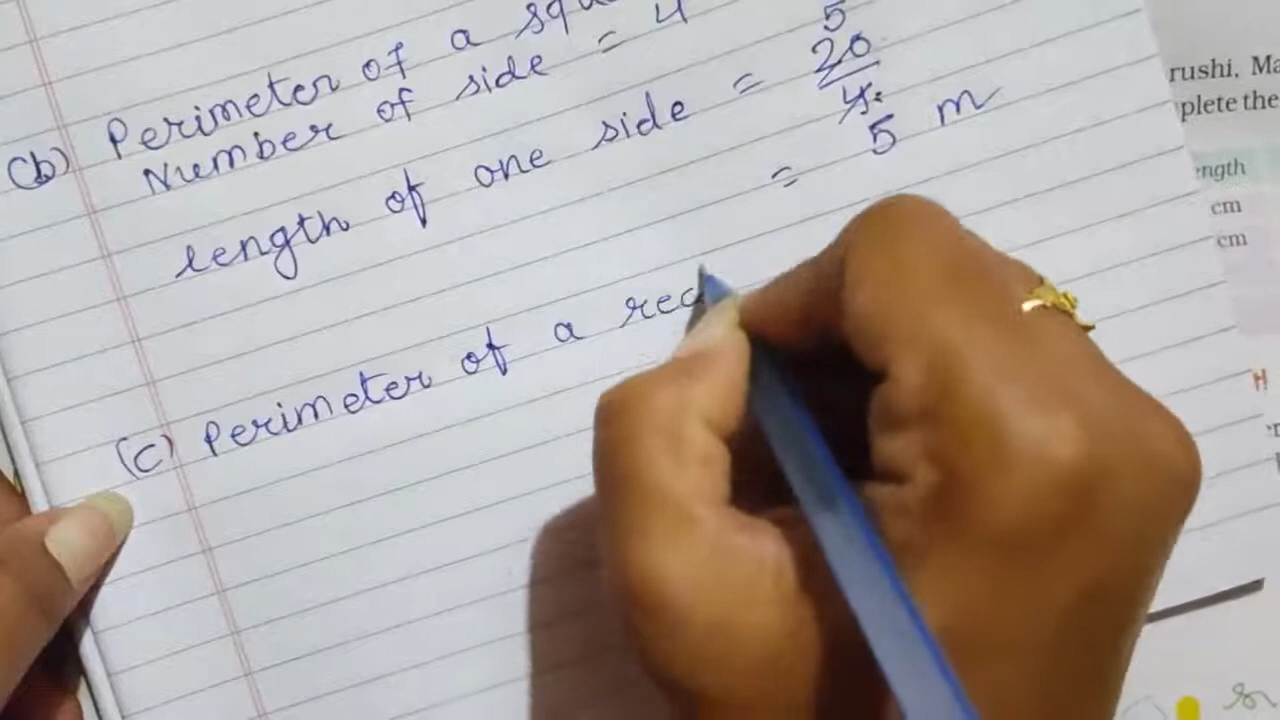 (b) Perimeter of a squ
Number of side = 4
length of one side = 20/4
5
= 5 m
(c) Perimeter of a rec
rushi, Ma
plete the
ngth
cm
cm